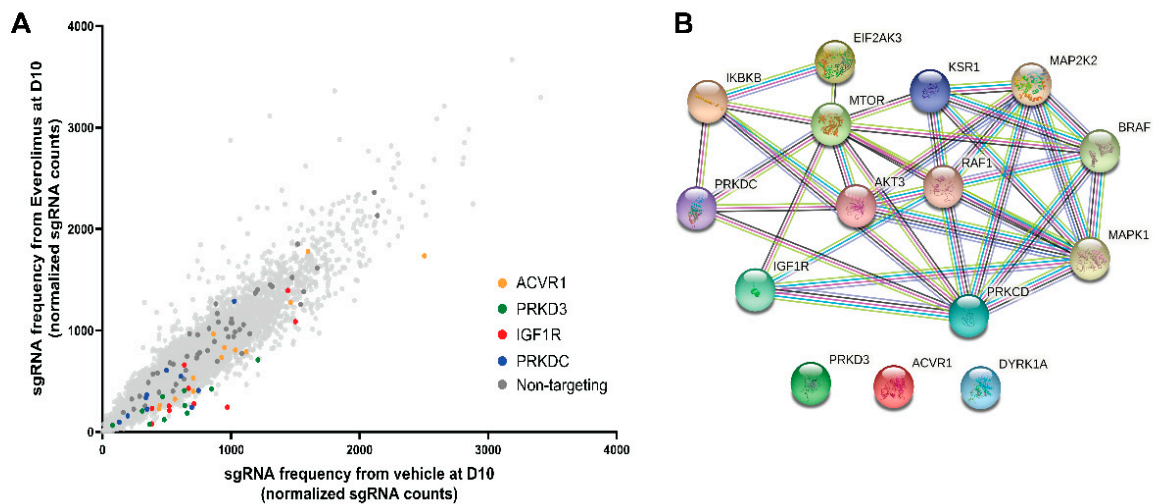 A
4000
3000
2000
1000
0
sgRNA frequency from Everolimus at D10
(normalized sgRNA counts)
0
1000
2000
3000
4000
sgRNA frequency from vehicle at D10
(normalized sgRNA counts)
ACVR1
PRKD3
IGF1R
PRKDC
Non-targeting
B
EIF2AK3
IKBKB
KSR1
MAP2K2
MTOR
BRAF
PRKDC
AKT3
RAF1
MAPK1
IGF1R
PRKCD
PRKD3
ACVR1
DYRK1A